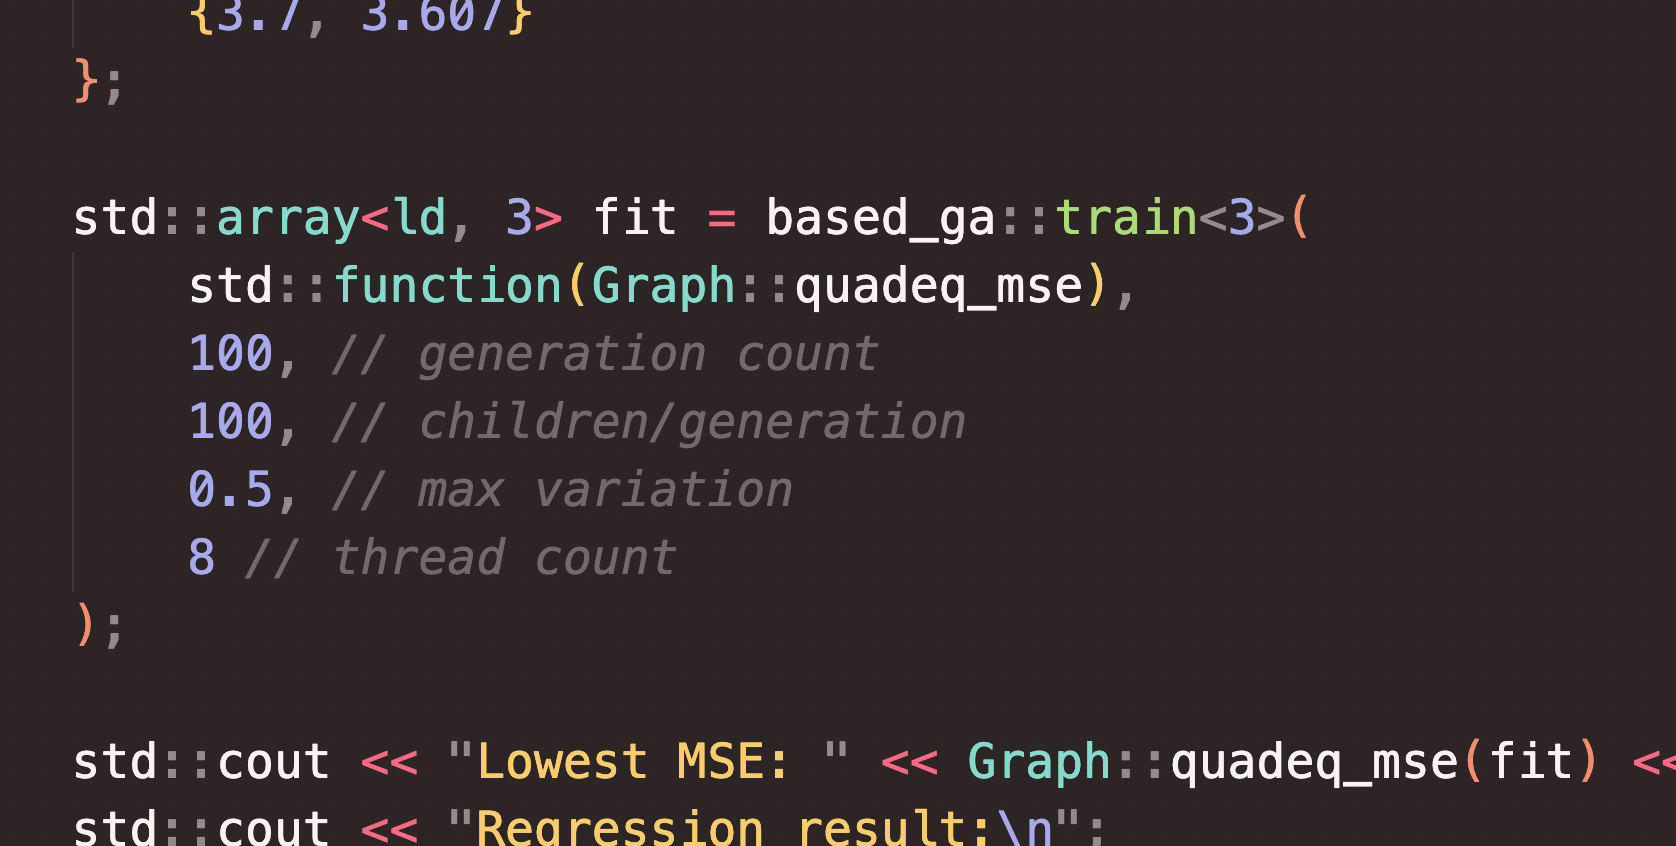 {3.7, 3.607}
};
std::array<ld, 3> fit = based_ga::train<3>(
std::function(Graph::quadeq_mse),
100, // generation count
100, // children/generation
0.5, // max variation
8 // thread count
);
std::cout << "Lowest MSE: " << Graph::quadeq_mse(fit) <<
std::cout << "Regression result:\n";